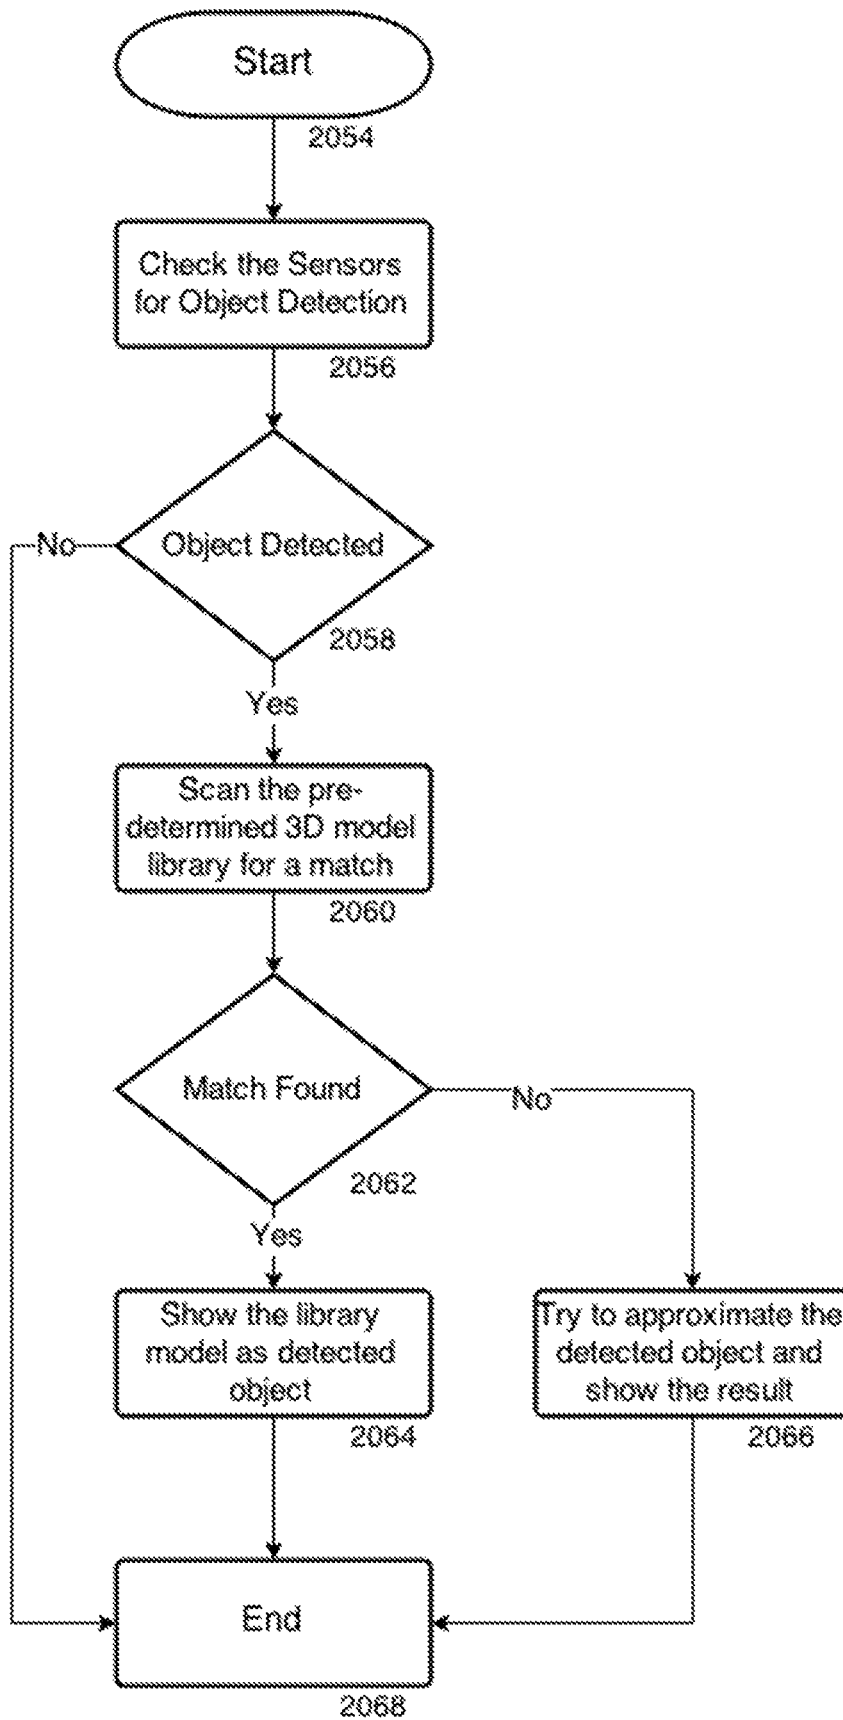 Start
2054
Check the Sensors
for Object Detection
2056
Object Detected
No
2058
Yes
Scan the pre-
determined 3D model
library for a match
2060
Match Found
No
2062
Yes
Show the library
model as detected
object
2064
Try to approximate the
detected object and
show the result
2066
End
2068